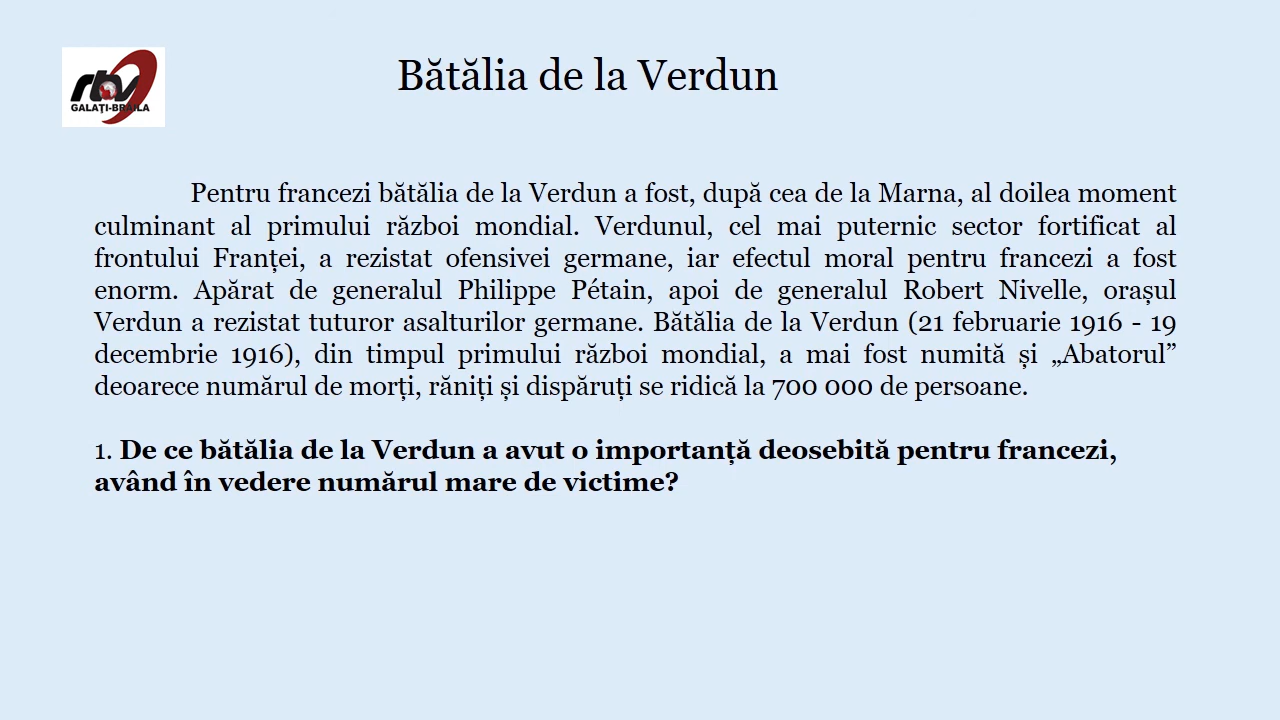 rtv
GALAȚI-BRĂILA
Bătălia de la Verdun
Pentru francezi bătălia de la Verdun a fost, după cea de la Marna, al doilea moment
culminant al primului război mondial. Verdunul, cel mai puternic sector fortificat al
frontului Franței, a rezistat ofensivei germane, iar efectul moral pentru francezi a fost
enorm. Apărat de generalul Philippe Pétain, apoi de generalul Robert Nivelle, orașul
Verdun a rezistat tuturor asalturilor germane. Bătălia de la Verdun (21 februarie 1916 - 19
decembrie 1916), din timpul primului război mondial, a mai fost numită și „Abatorul”
deoarece numărul de morți, răniți și dispăruți se ridică la 700 000 de persoane.
1. De ce bătălia de la Verdun a avut o importanță deosebită pentru francezi,
având în vedere numărul mare de victime?